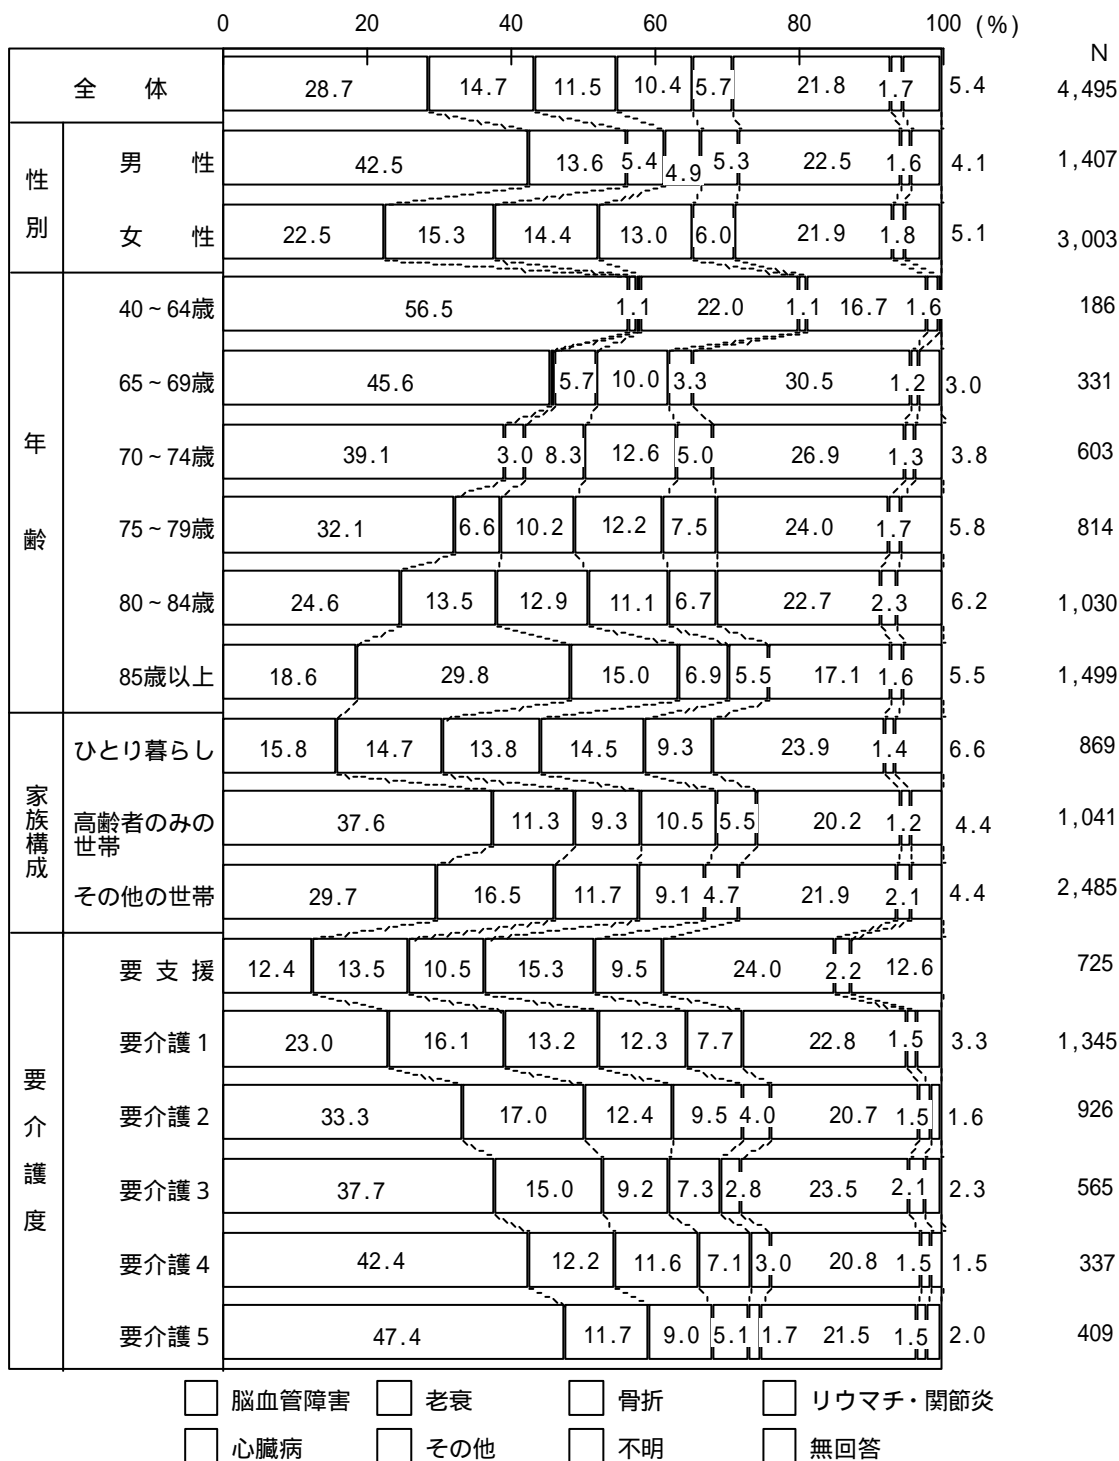 0 20 40 60 80 100 (%)
N
全体 28.7 14.7 11.5 10.4 5.7 21.8 1.7 5.4 4,495
性別
男性 42.5 13.6 5.4 4.9 5.3 22.5 1.6 4.1 1,407
女性 22.5 15.3 14.4 13.0 6.0 21.9 1.8 5.1 3,003
年齢
40~64歳 56.5 1.1 22.0 1.1 16.7 1.6 186
65~69歳 45.6 5.7 10.0 3.3 30.5 1.2 3.0 331
70~74歳 39.1 3.0 8.3 12.6 5.0 26.9 1.3 3.8 603
75~79歳 32.1 6.6 10.2 12.2 7.5 24.0 1.7 5.8 814
80~84歳 24.6 13.5 12.9 11.1 6.7 22.7 2.3 6.2 1,030
85歳以上 18.6 29.8 15.0 6.9 5.5 17.1 1.6 5.5 1,499
家族構成
ひとり暮らし 15.8 14.7 13.8 14.5 9.3 23.9 1.4 6.6 869
高齢者のみの
世帯 37.6 11.3 9.3 10.5 5.5 20.2 1.2 4.4 1,041
その他の世帯 29.7 16.5 11.7 9.1 4.7 21.9 2.1 4.4 2,485
要介護度
要支援 12.4 13.5 10.5 15.3 9.5 24.0 2.2 12.6 725
要介護1 23.0 16.1 13.2 12.3 7.7 22.8 1.5 3.3 1,345
要介護2 33.3 17.0 12.4 9.5 4.0 20.7 1.5 1.6 926
要介護3 37.7 15.0 9.2 7.3 2.8 23.5 2.1 2.3 565
要介護4 42.4 12.2 11.6 7.1 3.0 20.8 1.5 1.5 337
要介護5 47.4 11.7 9.0 5.1 1.7 21.5 1.5 2.0 409
脳血管障害 老衰 骨折 リウマチ・関節炎
心臓病 その他 不明 無回答